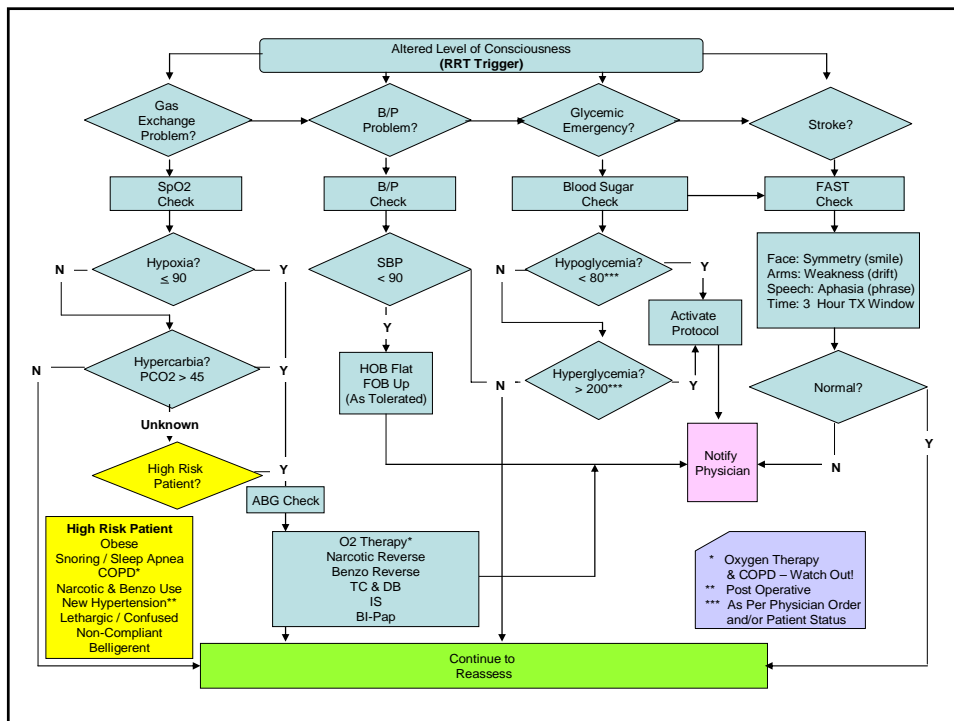 Altered Level of Consciousness
(RRT Trigger)
Gas
Exchange
Problem?
B/P
Problem?
Glycemic
Emergency?
Stroke?
SpO2
Check
B/P
Check
Blood Sugar
Check
FAST
Check
N
Hypoxia?
≤ 90
Y
SBP
< 90
N
Hypoglycemia?
< 80***
Y
Face: Symmetry (smile)
Arms: Weakness (drift)
Speech: Aphasia (phrase)
Time: 3 Hour TX Window
Y
Activate
Protocol
N
Hypercarbia?
PCO2 > 45
Y
HOB Flat
FOB Up
(As Tolerated)
N
Hyperglycemia?
> 200***
Y
Normal?
Unknown
Y
High Risk
Patient?
Y
ABG Check
Notify
Physician
N
High Risk Patient
Obese
Snoring / Sleep Apnea
COPD*
Narcotic & Benzo Use
New Hypertension**
Lethargic / Confused
Non-Compliant
Belligerent
O2 Therapy*
Narcotic Reverse
Benzo Reverse
TC & DB
IS
BI-Pap
* Oxygen Therapy
& COPD – Watch Out!
** Post Operative
*** As Per Physician Order
and/or Patient Status
Continue to
Reassess